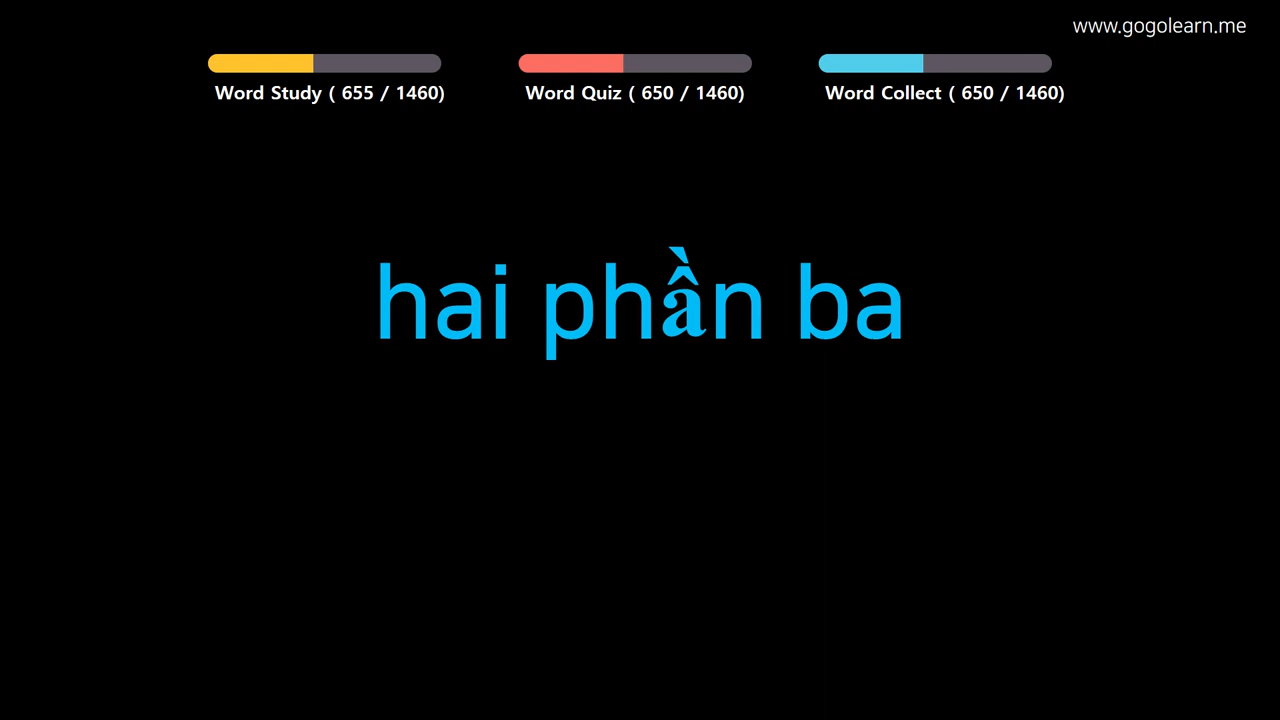 www.gogolearn.me
Word Study ( 655 / 1460)
Word Quiz ( 650 / 1460)
Word Collect ( 650 / 1460)
hai phần ba